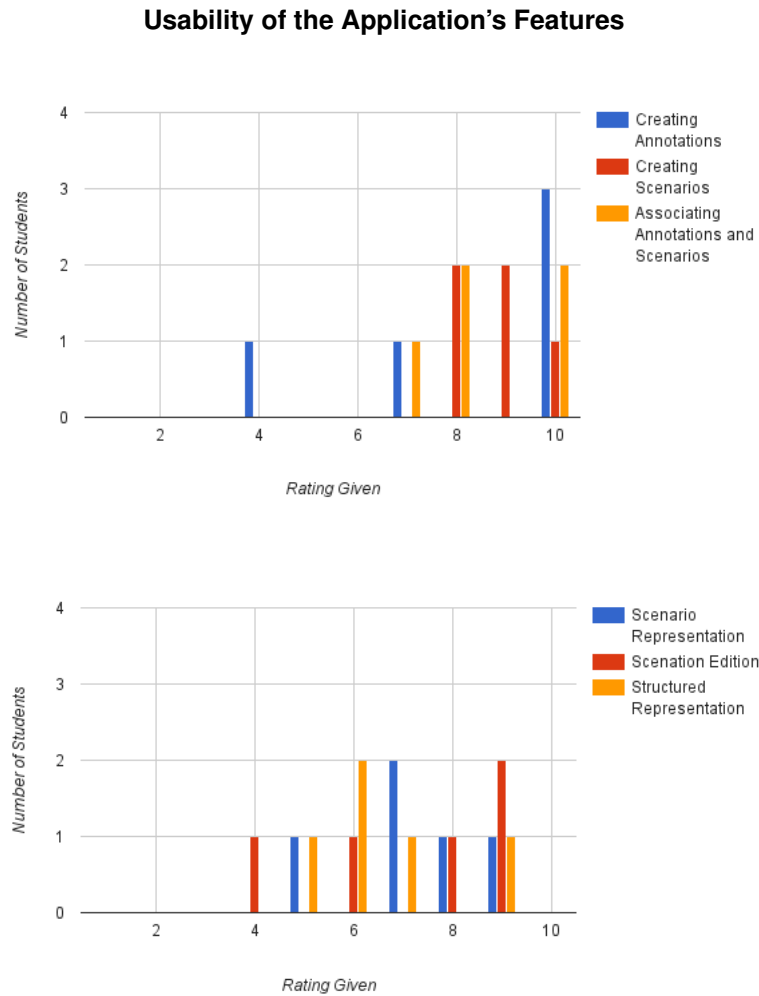 Usability of the Application’s Features
4
3
2
1
0
Number of Students
2 4 6 8 10
Rating Given
Creating
Annotations
Creating
Scenarios
Associating
Annotations and
Scenarios
4
3
2
1
0
Number of Students
2 4 6 8 10
Rating Given
Scenario
Representation
Scenation Edition
Structured
Representation